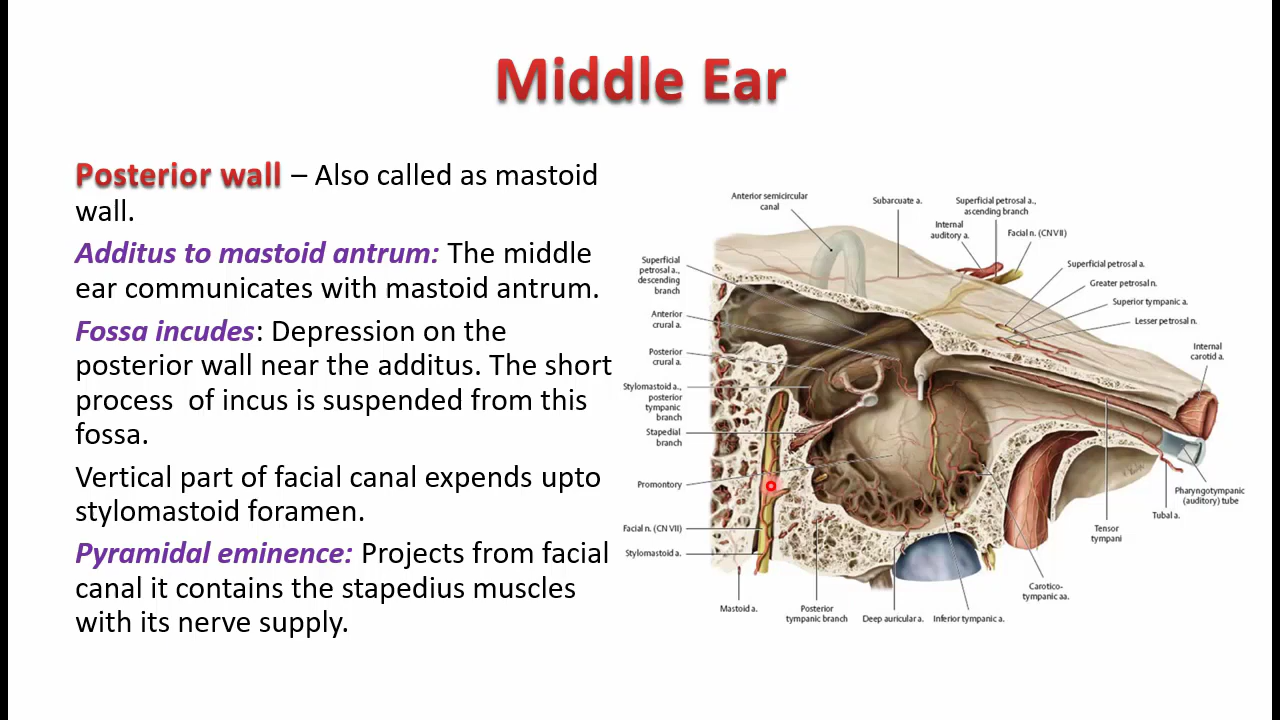 Middle Ear
Posterior wall – Also called as mastoid
wall.
Additus to mastoid antrum: The middle
ear communicates with mastoid antrum.
Fossa incudes: Depression on the
posterior wall near the additus. The short
process of incus is suspended from this
fossa.
Vertical part of facial canal expends upto
stylomastoid foramen.
Pyramidal eminence: Projects from facial
canal it contains the stapedius muscles
with its nerve supply.
Anterior semicircular
canal
Subarcuate a.
Superficial petrosal a.,
ascending branch
Internal
auditory a.
Facial n. (CN VII)
Superficial petrosal a.
Greater petrosal n.
Superior tympanic a.
Lesser petrosal n.
Internal
carotid a.
Superficial
petrosal a.,
descending
branch
Anterior
crural a.
Posterior
crural a.
Stylomastoid a.,
posterior
tympanic
branch
Stapedial
branch
Promontory
Facial n. (CN VII)
Stylomastoid a.
Mastoid a.
Posterior
tympanic branch
Deep auricular a.
Inferior tympanic a.
Carotico-
tympanic aa.
Tensor
tympani
Tubal a.
Pharyngotympanic
(auditory) tube